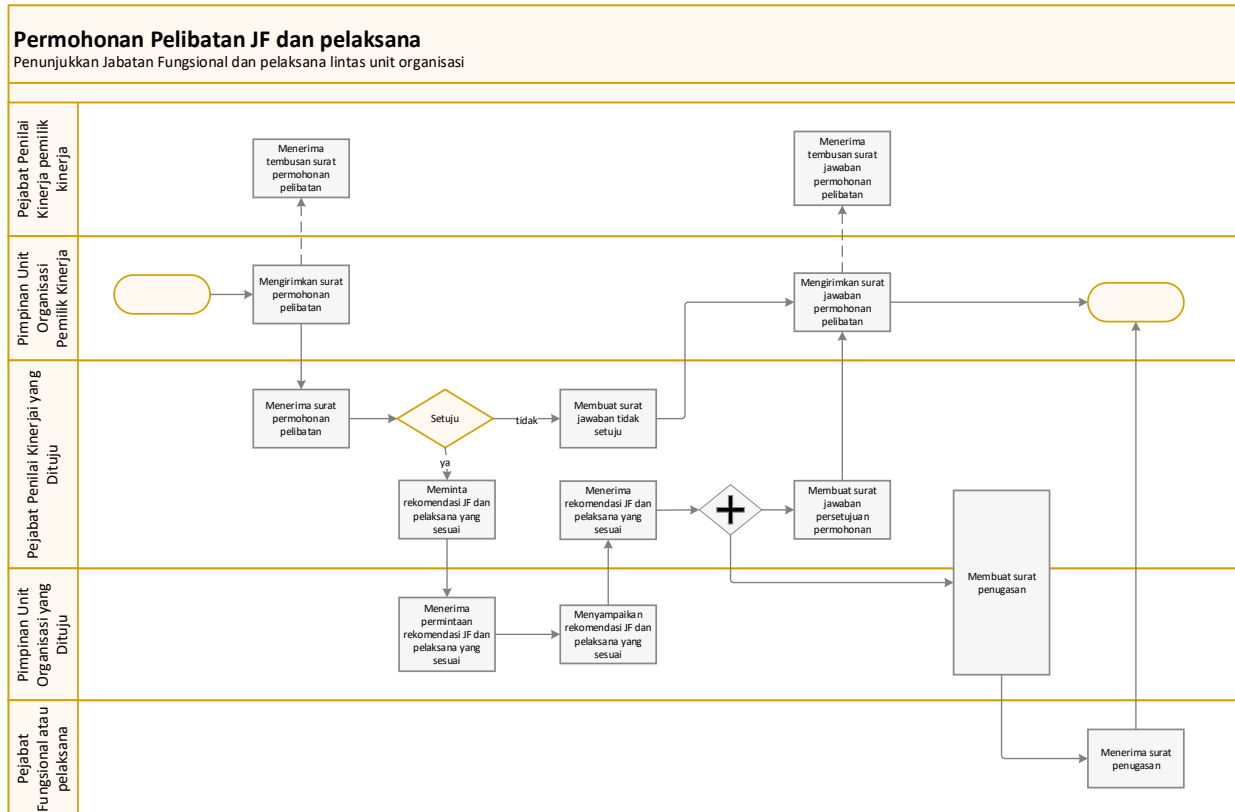 Permohonan Pelibatan JF dan pelaksana
Penunjukkan Jabatan Fungsional dan pelaksana lintas unit organisasi
Pejabat Penilai
Kinerja pemilik
kinerja
Menerima
tembusan surat
permohonan
pelibatan
Menerima
tembusan surat
jawaban
permohonan
pelibatan
Pimpinan Unit
Organisasi
Pemilik Kinerja
Mengirimkan surat
permohonan
pelibatan
Mengirimkan surat
jawaban
permohonan
pelibatan
Pejabat Penilai Kinerjai yang
Dituju
Menerima surat
permohonan
pelibatan
Setuju
tidak
Membuat surat
jawaban tidak
setuju
ya
Meminta
rekomendasi JF dan
pelaksana yang
sesuai
Menerima
rekomendasi JF dan
pelaksana yang
sesuai
Membuat surat
jawaban
persetujuan
permohonan
Membuat surat
penugasan
Pimpinan Unit
Organisasi yang
Dituju
Menerima
permintaan
rekomendasi JF dan
pelaksana yang
sesuai
Menyampaikan
rekomendasi JF dan
pelaksana yang
sesuai
Pejabat
Fungsional atau
pelaksana
Menerima surat
penugasan